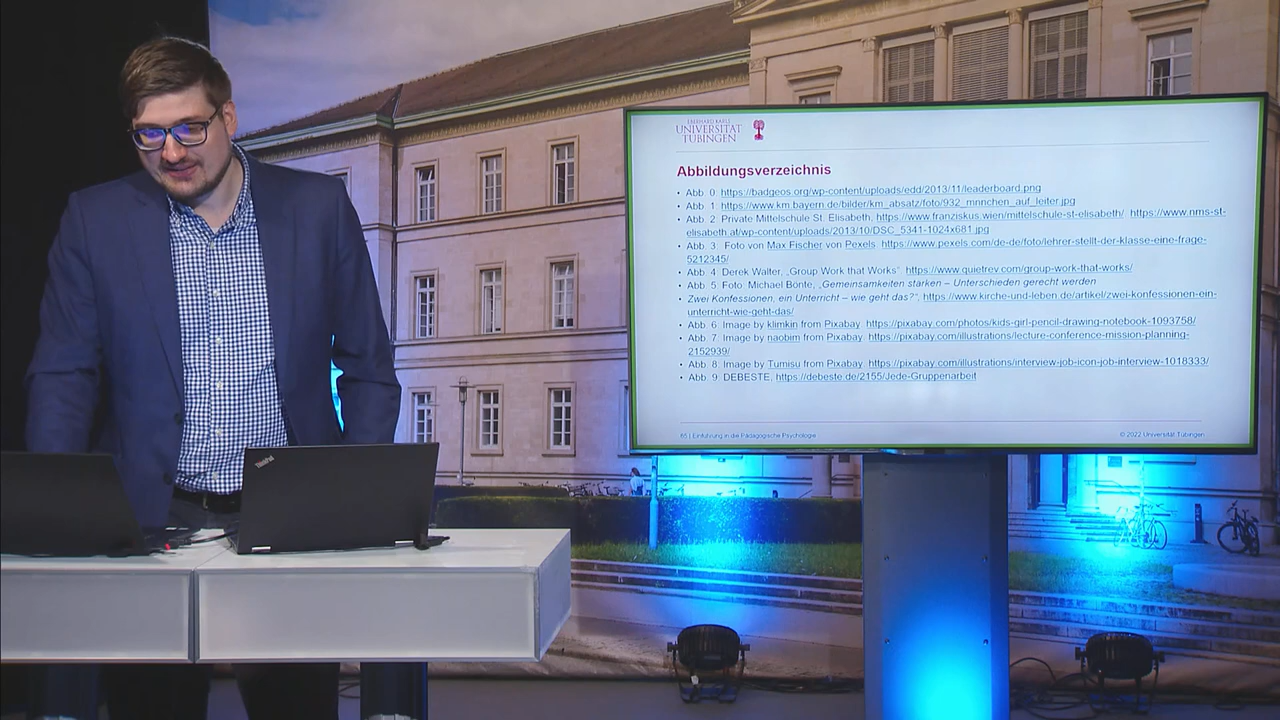 EBERHARD KARLS
UNIVERSITÄT
TÜBINGEN
Abbildungsverzeichnis
• Abb. 0: https://badgeos.org/wp-content/uploads/edd/2013/11/leaderboard.png
• Abb. 1: https://www.km.bayern.de/bilder/km_absatz/foto/932_mnnchen_auf_leiter.jpg
• Abb. 2: Private Mittelschule St. Elisabeth, https://www.franziskus.wien/mittelschule-st-elisabeth/ https://www.nms-st-
elisabeth.at/wp-content/uploads/2013/10/DSC_5341-1024x681.jpg
• Abb. 3: Foto von Max Fischer von Pexels: https://www.pexels.com/de-de/foto/lehrer-stellt-der-klasse-eine-frage-
5212345/
• Abb. 4: Derek Walter, „Group Work that Works“ https://www.quietrev.com/group-work-that-works/
• Abb. 5: Foto: Michael Bönte, „Gemeinsamkeiten stärken – Unterschieden gerecht werden
• Zwei Konfessionen, ein Unterricht – wie geht das?“, https://www.kirche-und-leben.de/artikel/zwei-konfessionen-ein-
unterricht-wie-geht-das/
• Abb. 6: Image by klimkin from Pixabay: https://pixabay.com/photos/kids-girl-pencil-drawing-notebook-1093758/
• Abb. 7: Image by naobim from Pixabay: https://pixabay.com/illustrations/lecture-conference-mission-planning-
2152939/
• Abb. 8: Image by Tumisu from Pixabay: https://pixabay.com/illustrations/interview-job-icon-job-interview-1018333/
• Abb. 9: DEBESTE, https://debeste.de/2155/Jede-Gruppenarbeit
65 | Einführung in die Pädagogische Psychologie
© 2022 Universität Tübingen
ThinkPad